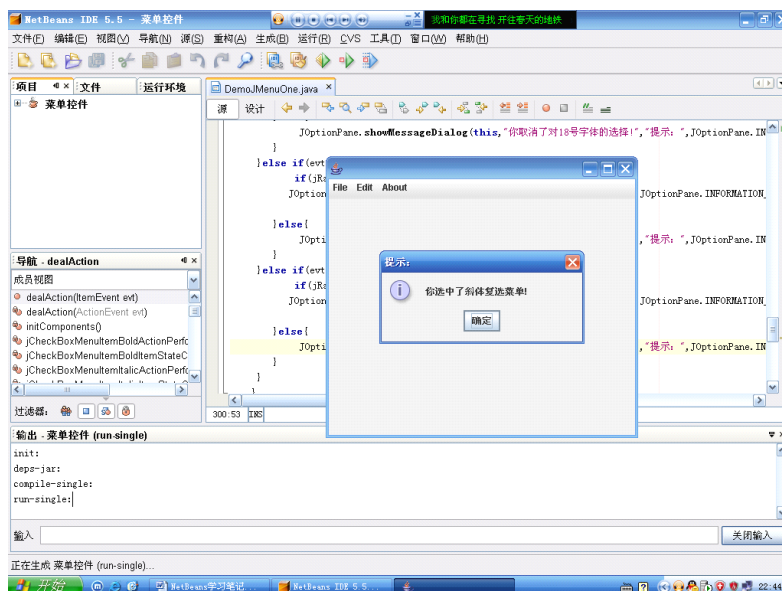 NetBeans IDE 5.5 - 菜单控件
我和你都在寻找 开往春天的地铁
文件(F) 编辑(E) 视图(V) 导航(N) 源(S) 重构(A) 生成(B) 运行(R) CVS 工具(T) 窗口(W) 帮助(H)
项目 文件 运行环境
菜单控件
DemoJMenuOne.java
源 设计
JOptionPane.showMessageDialog(this,"你取消了对18号字体的选择!","提示: ",JOptionPane.IN
}
}else if(evt
if(jRa
JOption
JOptionPane.INFORMATION_
}else{
JOpti
,"提示: ",JOptionPane.IN
}
}else if(evt
if(jRa
JOption
JOptionPane.INFORMATION_
}else{
JOpti
,"提示: ",JOptionPane.IN
}
}
File Edit About
提示:
你选中了斜体复选菜单!
确定
导航 - dealAction
成员视图
dealAction(ItemEvent evt)
dealAction(ActionEvent evt)
initComponents()
jCheckBoxMenuItemBoldActionPerfo
jCheckBoxMenuItemBoldItemStateC
jCheckBoxMenuItemItalicActionPerfo
过滤器:
300:53 INS
输出 - 菜单控件 (run-single)
init:
deps-jar:
compile-single:
run-single:
输入
关闭输入
正在生成 菜单控件 (run-single)...
开始
NetBeans学习笔记...
NetBeans IDE 5.5...
22:44